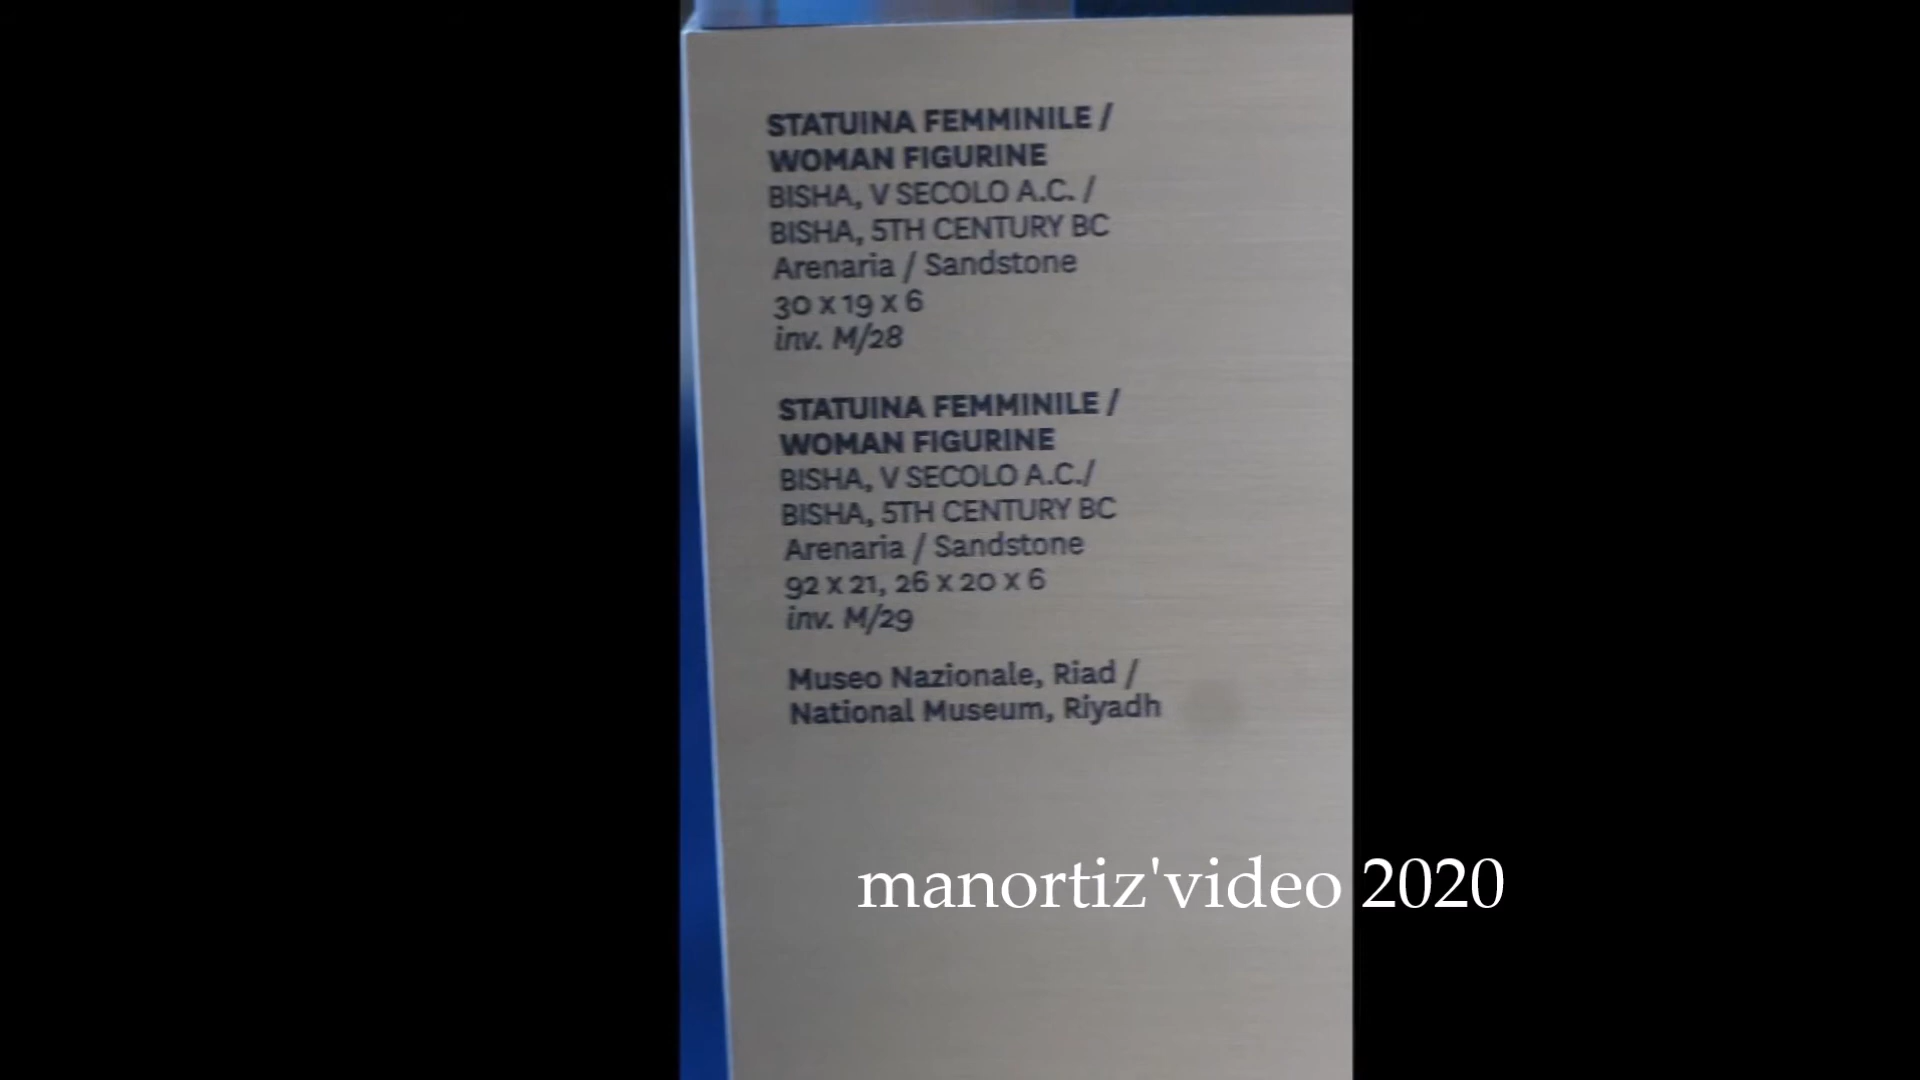 STATUINA FEMMINILE /
WOMAN FIGURINE
BISHA, V SECOLO A.C. /
BISHA, 5TH CENTURY BC
Arenaria / Sandstone
30 x 19 x 6
inv. M/28
STATUINA FEMMINILE /
WOMAN FIGURINE
BISHA, V SECOLO A.C./
BISHA, 5TH CENTURY BC
Arenaria / Sandstone
92 x 21, 26 x 20 x 6
inv. M/29
Museo Nazionale, Riad /
National Museum, Riyadh
manortiz'video 2020